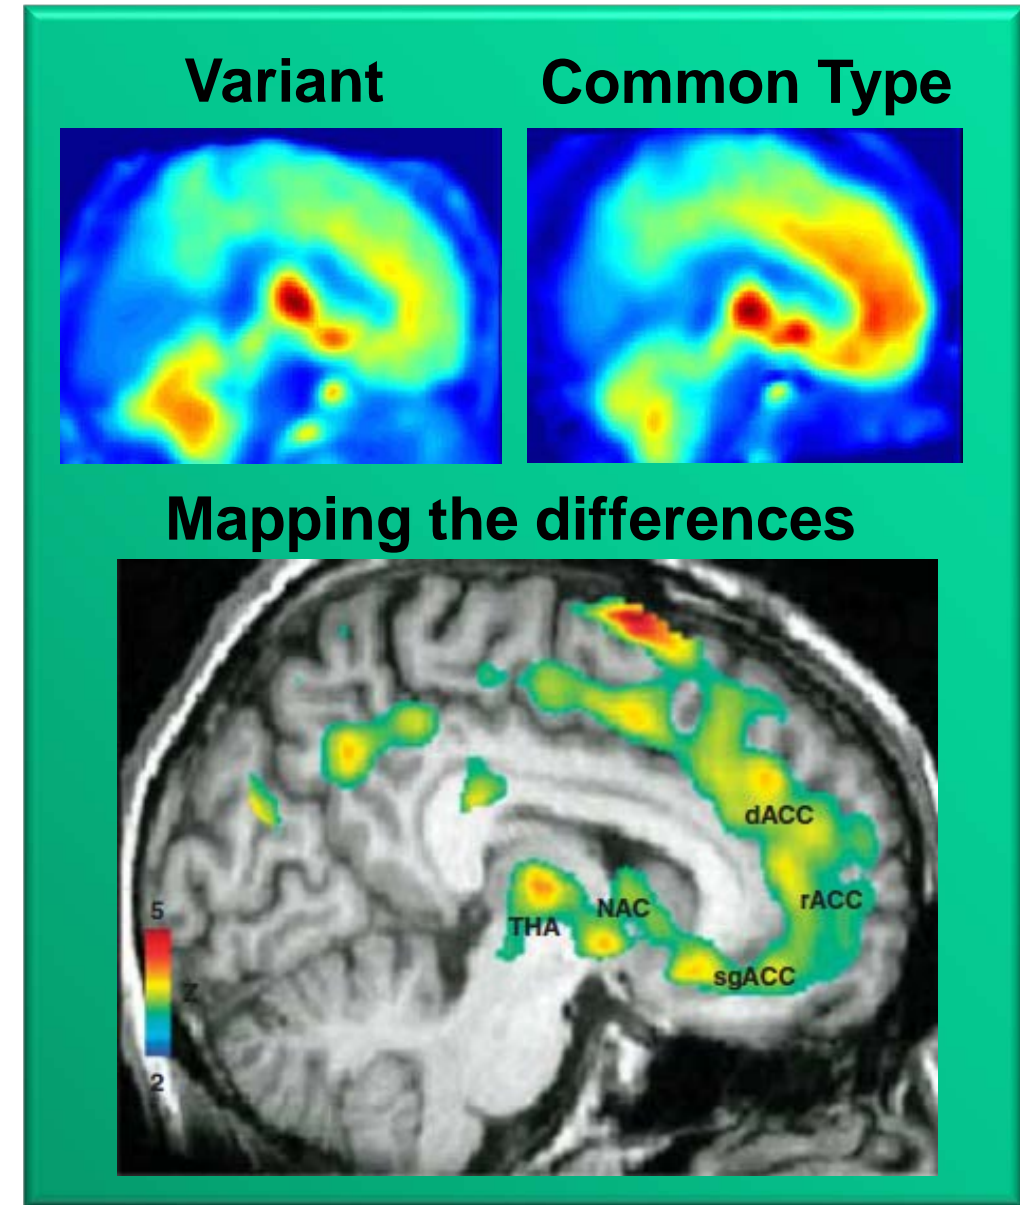 Variant
Common Type
Mapping the differences
dACC
rACC
5
NAC
THA
sgACC
Z
2